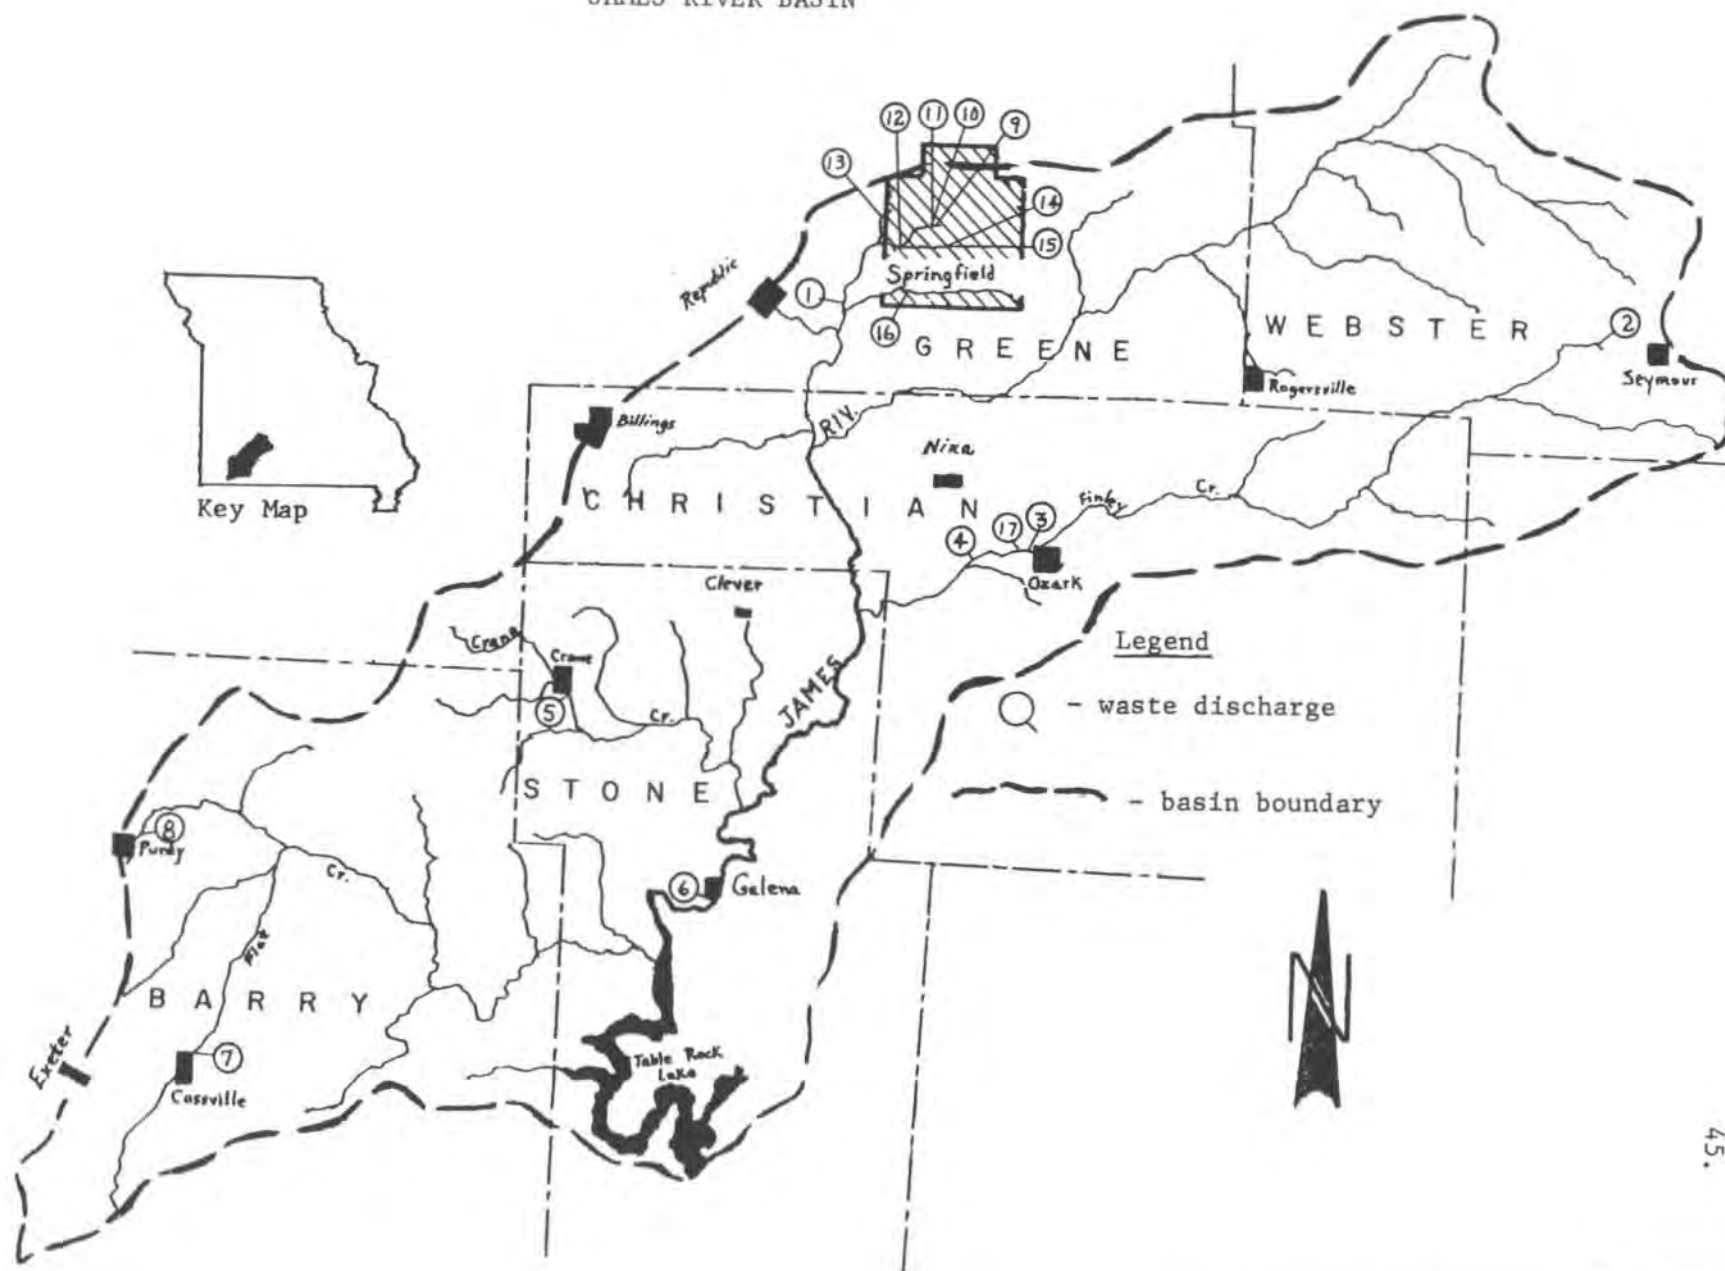 JAMES RIVER BASIN
12
11
10
9
13
14
15
Republic
1
Springfield
16
GREENE
WEBSTER
2
Seymour
Rogersville
Billings
RIV.
Nixa
Key Map
CHRISTIAN
Finley
Cr.
4
17
3
Ozark
Clever
Crane
Crane
5
Cr.
JAMES
Legend
- waste discharge
- basin boundary
STONE
8
Purdy
Cr.
6
Galena
Flat
BARRY
N
Exeter
7
Cassville
Table Rock
Lake
45.